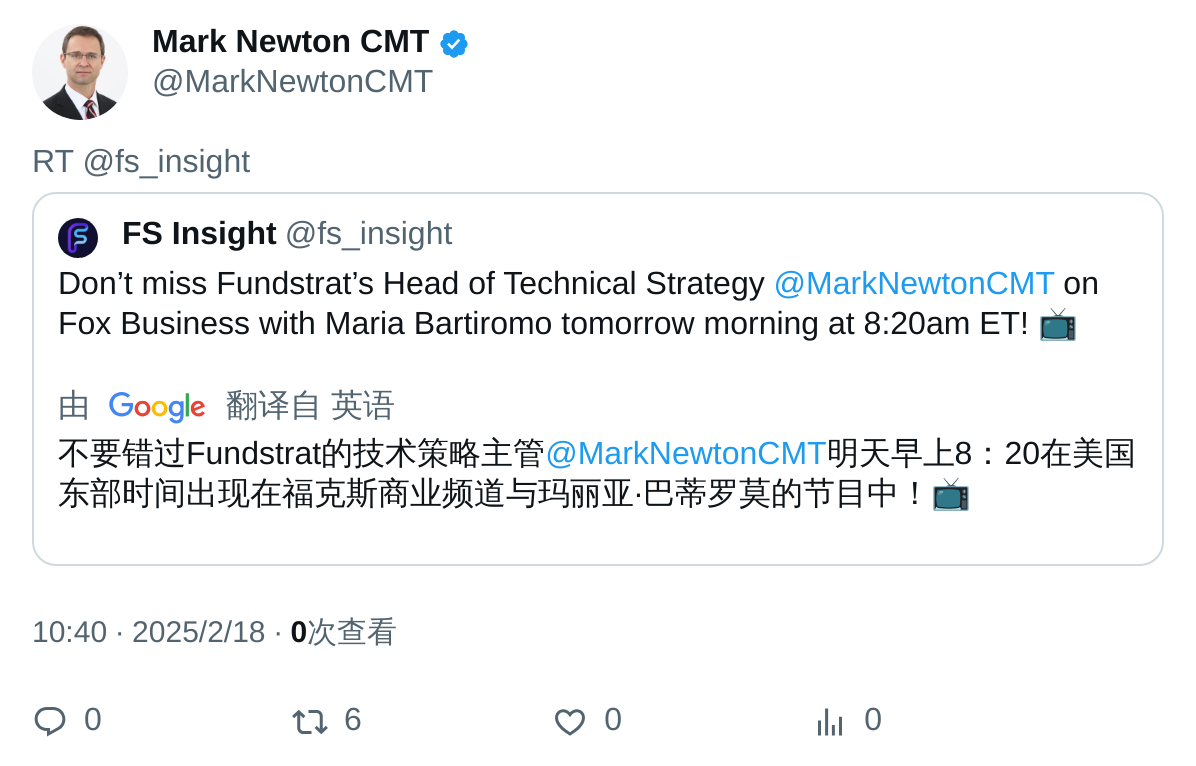 Mark Newton CMT
@MarkNewtonCMT
RT @fs_insight
FS Insight @fs_insight
Don’t miss Fundstrat’s Head of Technical Strategy @MarkNewtonCMT on
Fox Business with Maria Bartiromo tomorrow morning at 8:20am ET! 📺
由 Google 翻译自 英语
不要错过Fundstrat的技术策略主管@MarkNewtonCMT明天早上8：20在美国
东部时间出现在福克斯商业频道与玛丽亚·巴蒂罗莫的节目中！📺
10:40 · 2025/2/18 · 0次查看
0 6 0 0